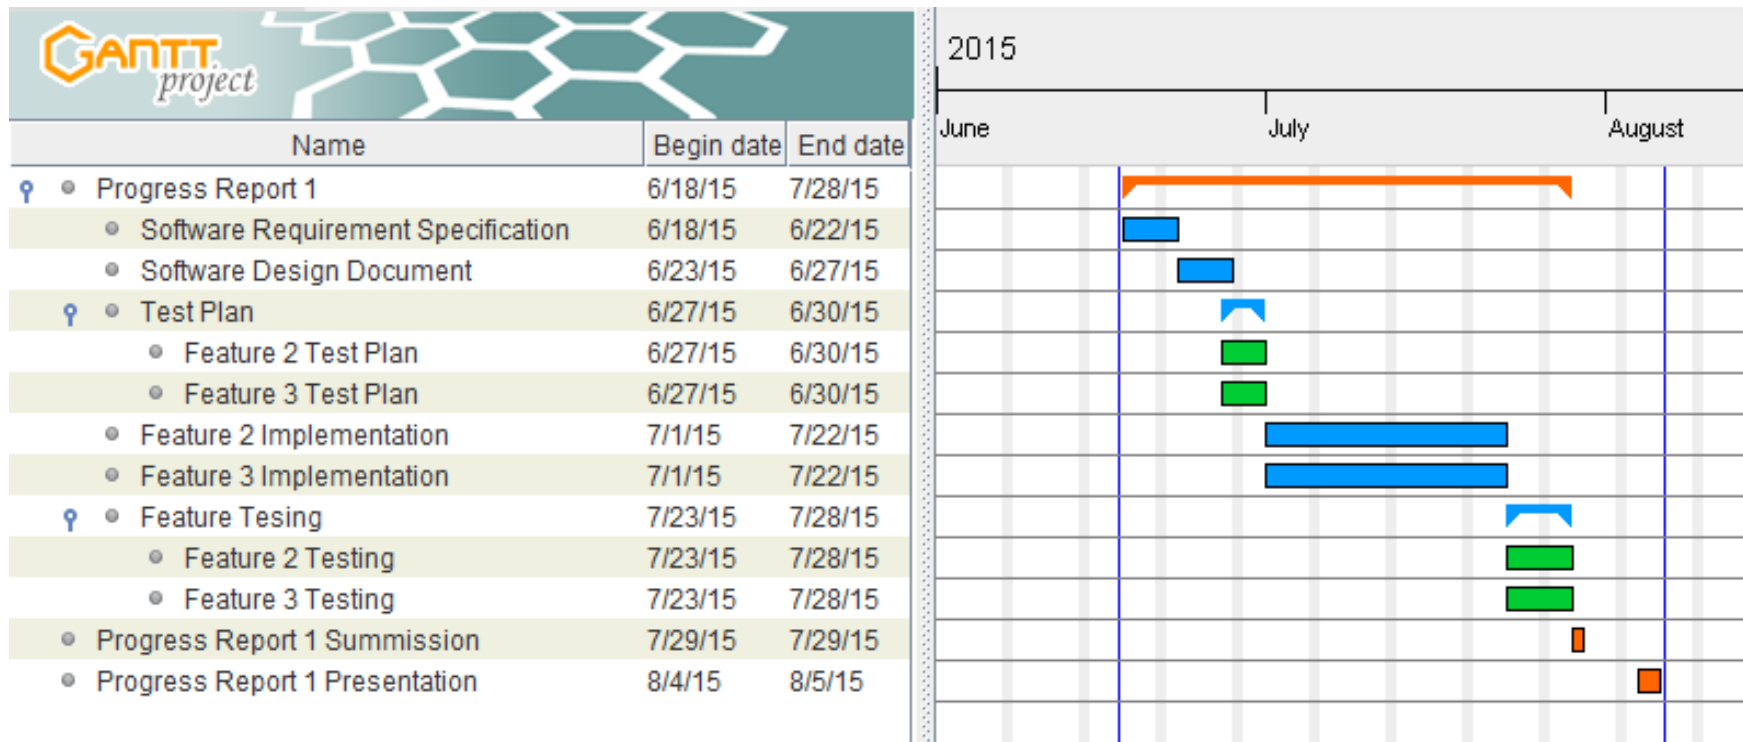 GANTT
project
2015
June July August
Name Begin date End date
Progress Report 1 6/18/15 7/28/15
Software Requirement Specification 6/18/15 6/22/15
Software Design Document 6/23/15 6/27/15
Test Plan 6/27/15 6/30/15
Feature 2 Test Plan 6/27/15 6/30/15
Feature 3 Test Plan 6/27/15 6/30/15
Feature 2 Implementation 7/1/15 7/22/15
Feature 3 Implementation 7/1/15 7/22/15
Feature Tesing 7/23/15 7/28/15
Feature 2 Testing 7/23/15 7/28/15
Feature 3 Testing 7/23/15 7/28/15
Progress Report 1 Summission 7/29/15 7/29/15
Progress Report 1 Presentation 8/4/15 8/5/15